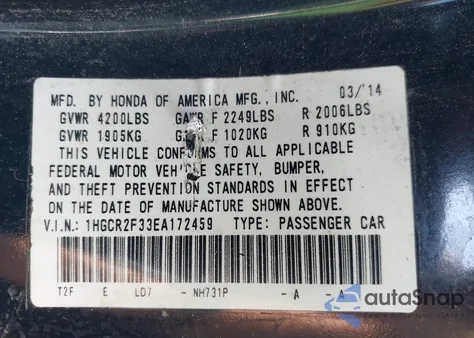 MFD. BY HONDA OF AMERICA MFG., INC. 03/'14
GVWR 4200LBS GAWR F 2249LBS R 2006LBS
GVWR 1905KG GAWR F 1020KG R 910KG
THIS VEHICLE CONFORMS TO ALL APPLICABLE
FEDERAL MOTOR VEHICLE SAFETY, BUMPER,
AND THEFT PREVENTION STANDARDS IN EFFECT
ON THE DATE OF MANUFACTURE SHOWN ABOVE.
V.I.N.: 1HGCR2F33EA172459 TYPE: PASSENGER CAR
T2F E LD7 - NH731P - A - A
autoSnap